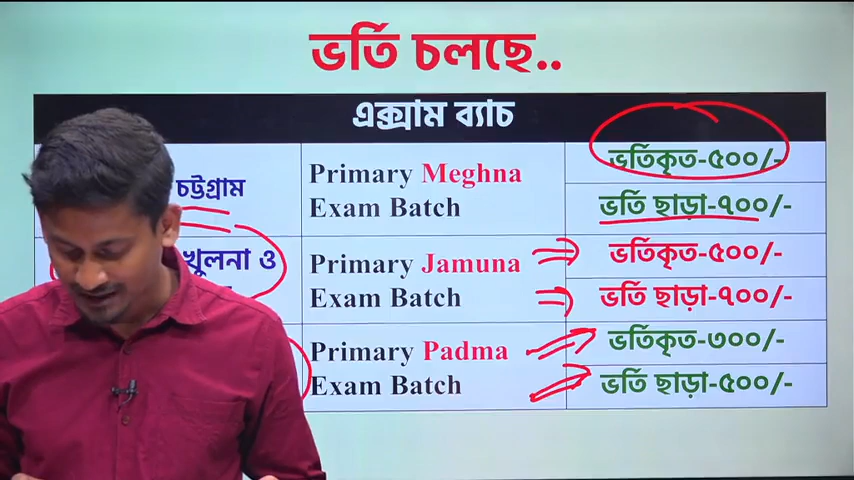 ভর্তি চলছে..
এক্সাম ব্যাচ
চট্টগ্রাম
Primary Meghna
Exam Batch
ভর্তিকৃত-৫০০/-
ভর্তি ছাড়া-৭০০/-
খুলনা ও
Primary Jamuna
Exam Batch
ভর্তিকৃত-৫০০/-
ভর্তি ছাড়া-৭০০/-
Primary Padma
Exam Batch
ভর্তিকৃত-৩০০/-
ভর্তি ছাড়া-৫০০/-